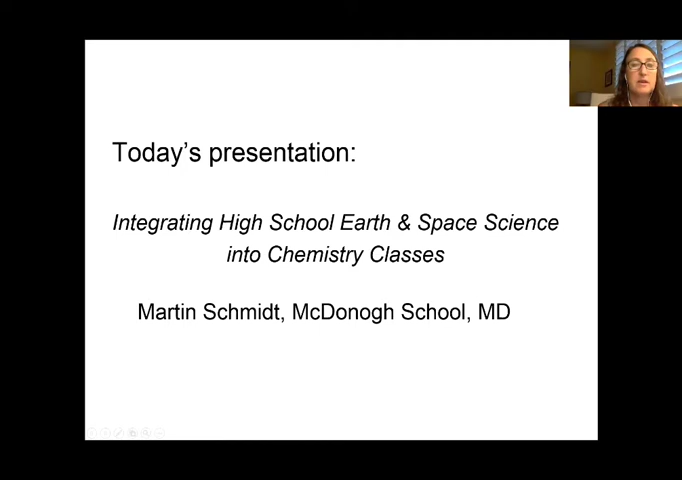 Today’s presentation:
Integrating High School Earth & Space Science
into Chemistry Classes
Martin Schmidt, McDonogh School, MD